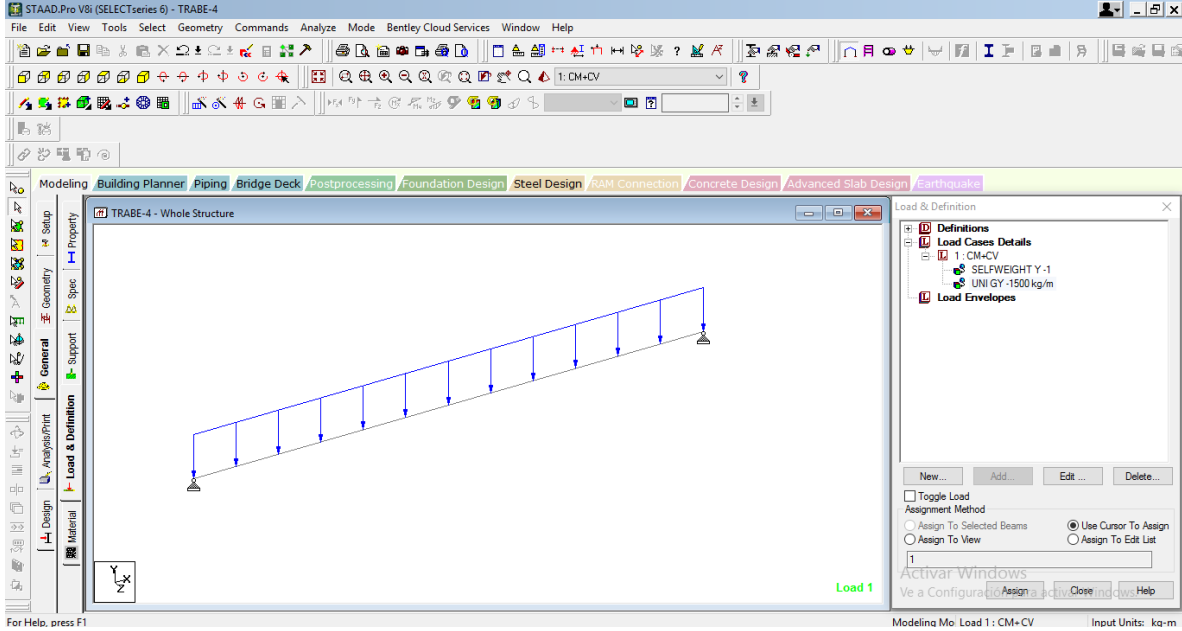 STAAD.Pro V8i (SELECTseries 6) - TRABE-4
File Edit View Tools Select Geometry Commands Analyze Mode Bentley Cloud Services Window Help
1: CM+CV
Modeling Building Planner Piping Bridge Deck Postprocessing Foundation Design Steel Design RAM Connection Concrete Design Advanced Slab Design Earthquake
Setup
Geometry
General
Analysis/Print
Design
Property
Spec
Support
Load & Definition
Material
TRABE-4 - Whole Structure
Y
X
Z
Load 1
Load & Definition
Definitions
Load Cases Details
1 : CM+CV
SELFWEIGHT Y -1
UNI GY -1500 kg/m
Load Envelopes
New... Add... Edit ... Delete...
Toggle Load
Assignment Method
Assign To Selected Beams Use Cursor To Assign
Assign To View Assign To Edit List
1
Activar Windows
Ve a Configuración para activar Windows.
Assign Close Help
For Help, press F1
Modeling Mo Load 1 : CM+CV Input Units: kg-m